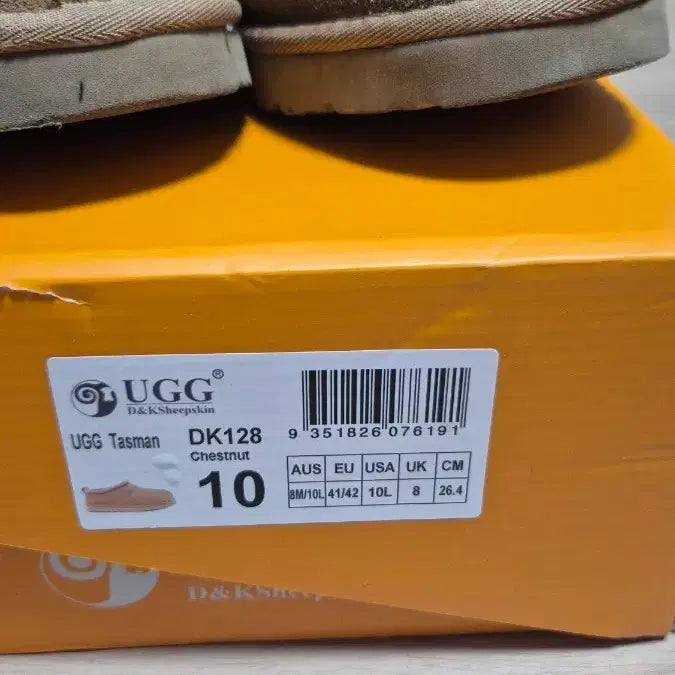 UGG®
D&KSheepskin
UGG Tasman
DK128
Chestnut
10
9 351826 076191
AUS EU USA UK CM
8M/10L 41/42 10L 8 26.4
D&KSheep